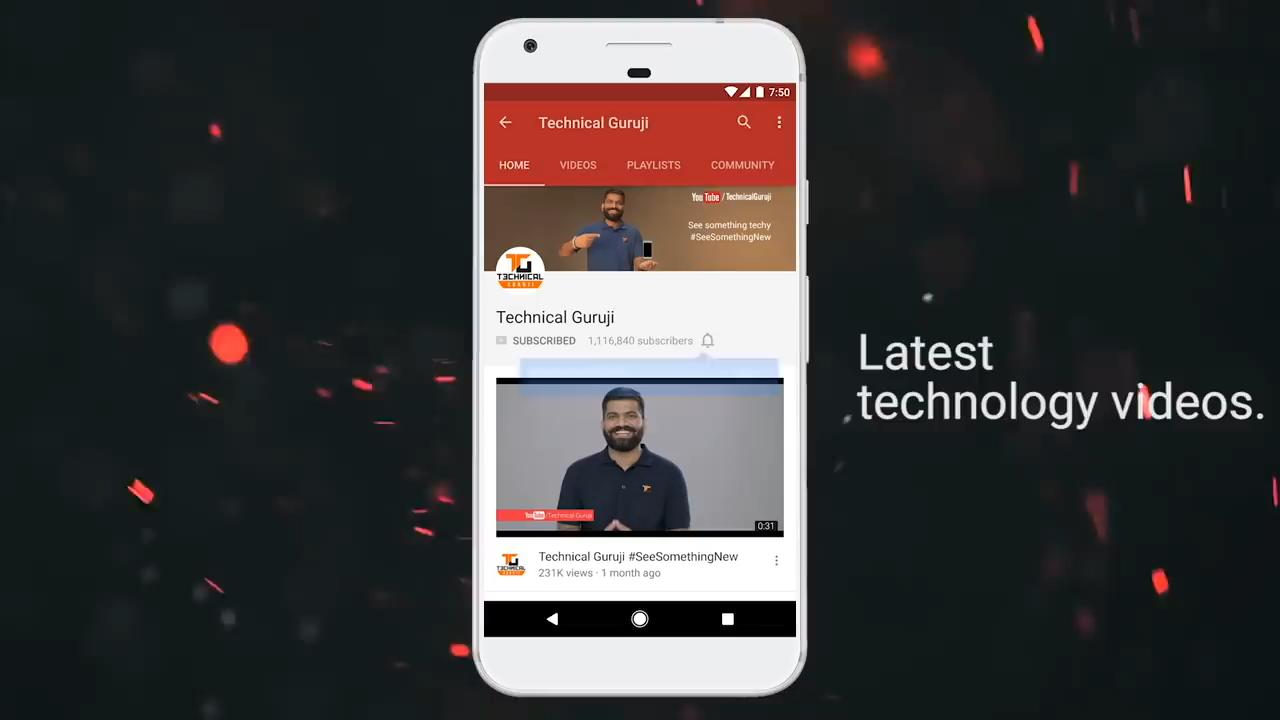 7:50
Technical Guruji
HOME VIDEOS PLAYLISTS COMMUNITY
YouTube /TechnicalGuruji
See something techy
#SeeSomethingNew
TG
TECHNICAL
GURUJI
Technical Guruji
SUBSCRIBED 1,116,840 subscribers
YouTube /Technical Guruji
0:31
TECHNICAL
Technical Guruji #SeeSomethingNew
231K views · 1 month ago
Latest
technology videos.